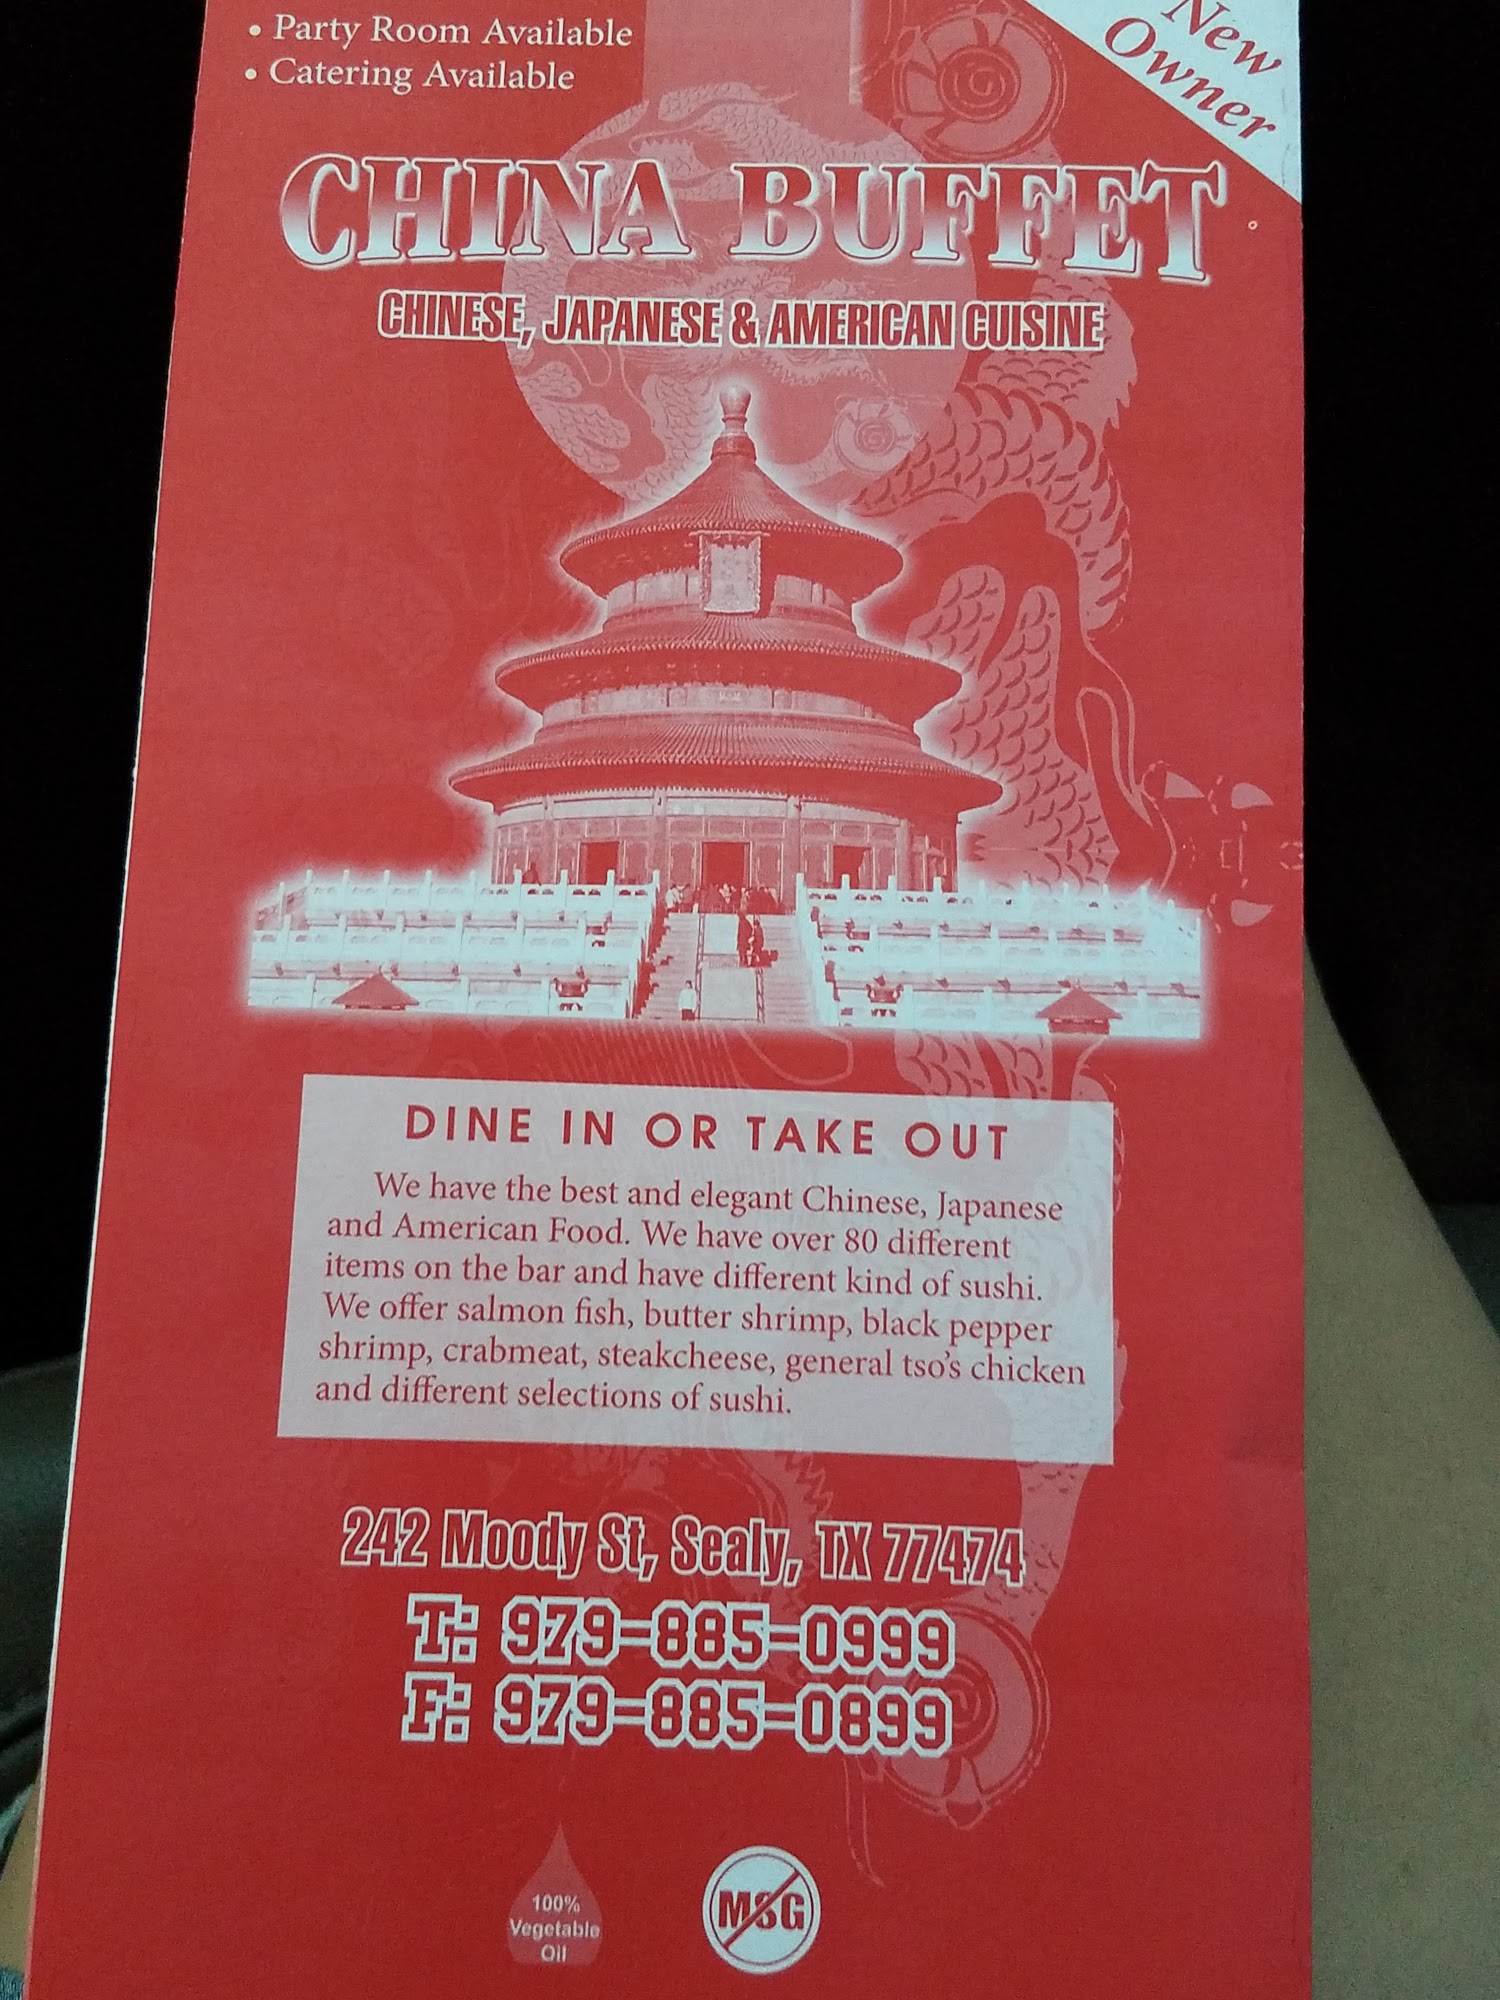 • Party Room Available
• Catering Available
New
Owner
CHINA BUFFET
CHINESE, JAPANESE & AMERICAN CUISINE
DINE IN OR TAKE OUT
We have the best and elegant Chinese, Japanese
and American Food. We have over 80 different
items on the bar and have different kind of sushi.
We offer salmon fish, butter shrimp, black pepper
shrimp, crabmeat, steakcheese, general tso's chicken
and different selections of sushi.
242 Moody St, Sealy, TX 77474
T: 979-885-0999
F: 979-885-0899
100%
Vegetable
Oil
MSG